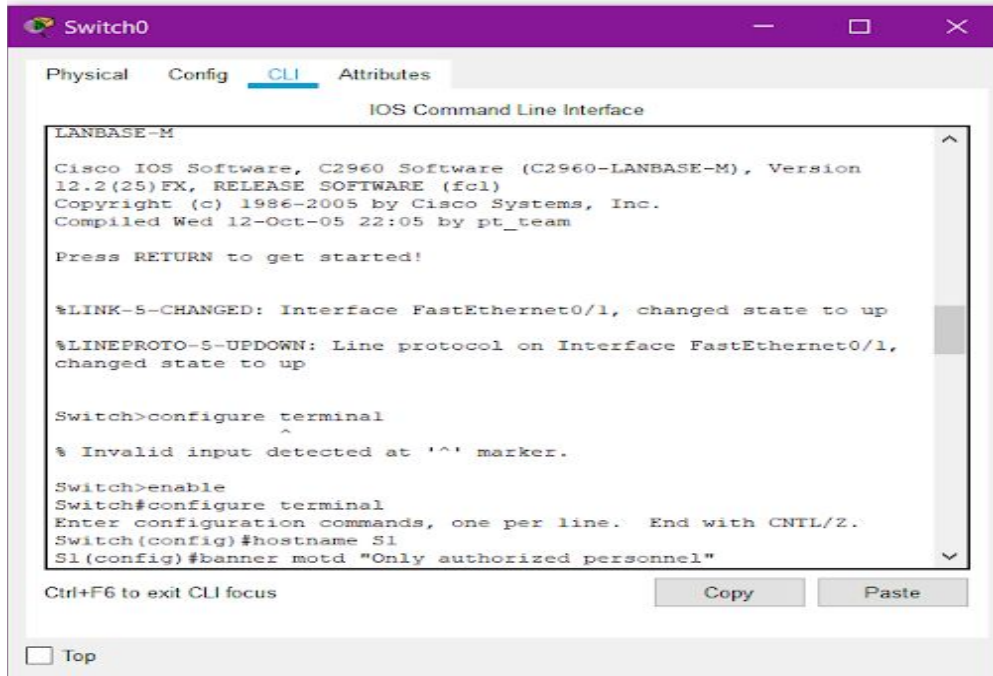 Switch0
Physical Config CLI Attributes
IOS Command Line Interface
LANBASE-M
Cisco IOS Software, C2960 Software (C2960-LANBASE-M), Version
12.2(25)FX, RELEASE SOFTWARE (fc1)
Copyright (c) 1986-2005 by Cisco Systems, Inc.
Compiled Wed 12-Oct-05 22:05 by pt_team
Press RETURN to get started!
%LINK-5-CHANGED: Interface FastEthernet0/1, changed state to up
%LINEPROTO-5-UPDOWN: Line protocol on Interface FastEthernet0/1,
changed state to up
Switch>configure terminal
^
% Invalid input detected at '^' marker.
Switch>enable
Switch#configure terminal
Enter configuration commands, one per line. End with CNTL/Z.
Switch(config)#hostname S1
S1(config)#banner motd "Only authorized personnel"
Ctrl+F6 to exit CLI focus
Copy Paste
Top